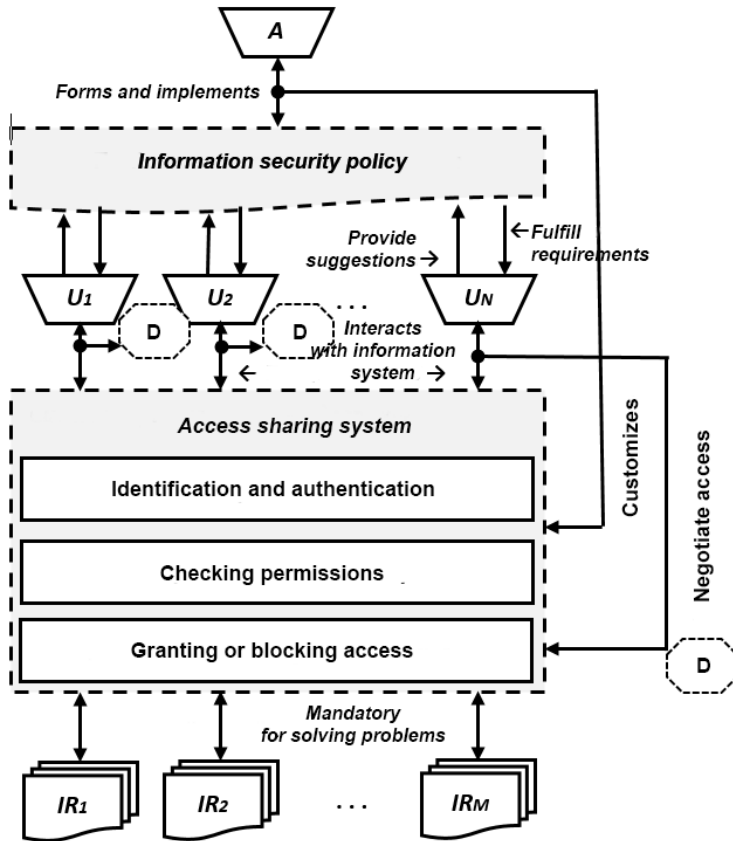 A
Forms and implements
Information security policy
Provide
suggestions →
← Fulfill
requirements
U1
U2
UN
D
D
. . .
Interacts
with information
system →
←
Access sharing system
Identification and authentication
Checking permissions
Granting or blocking access
Customizes
Negotiate access
D
Mandatory
for solving problems
IR1
IR2
. . .
IRM